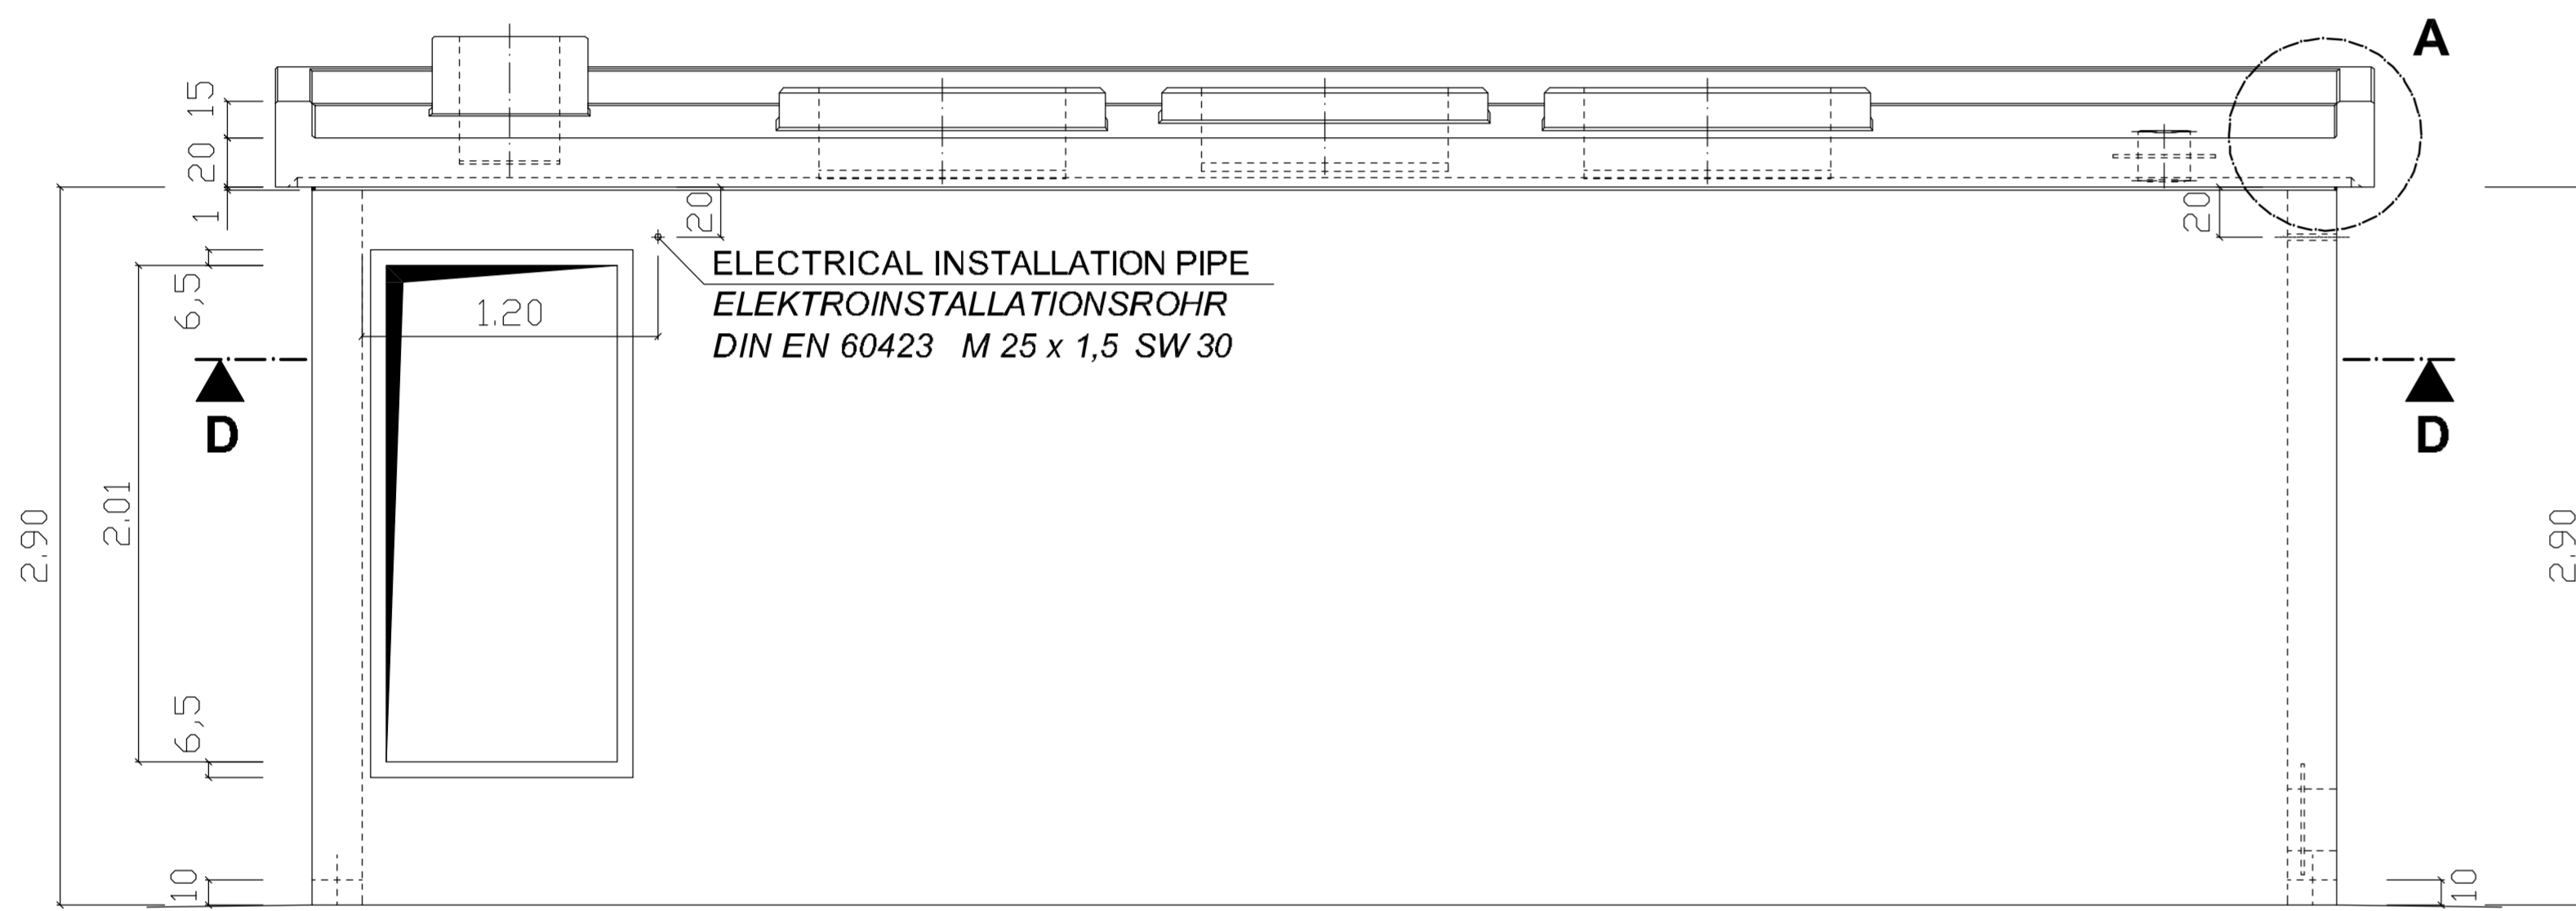 A
15
20
1
20
20
ELECTRICAL INSTALLATION PIPE
ELEKTROINSTALLATIONSROHR
DIN EN 60423 M 25 x 1,5 SW 30
6,5
1.20
D
D
2.90
2.01
2.90
6,5
10
10